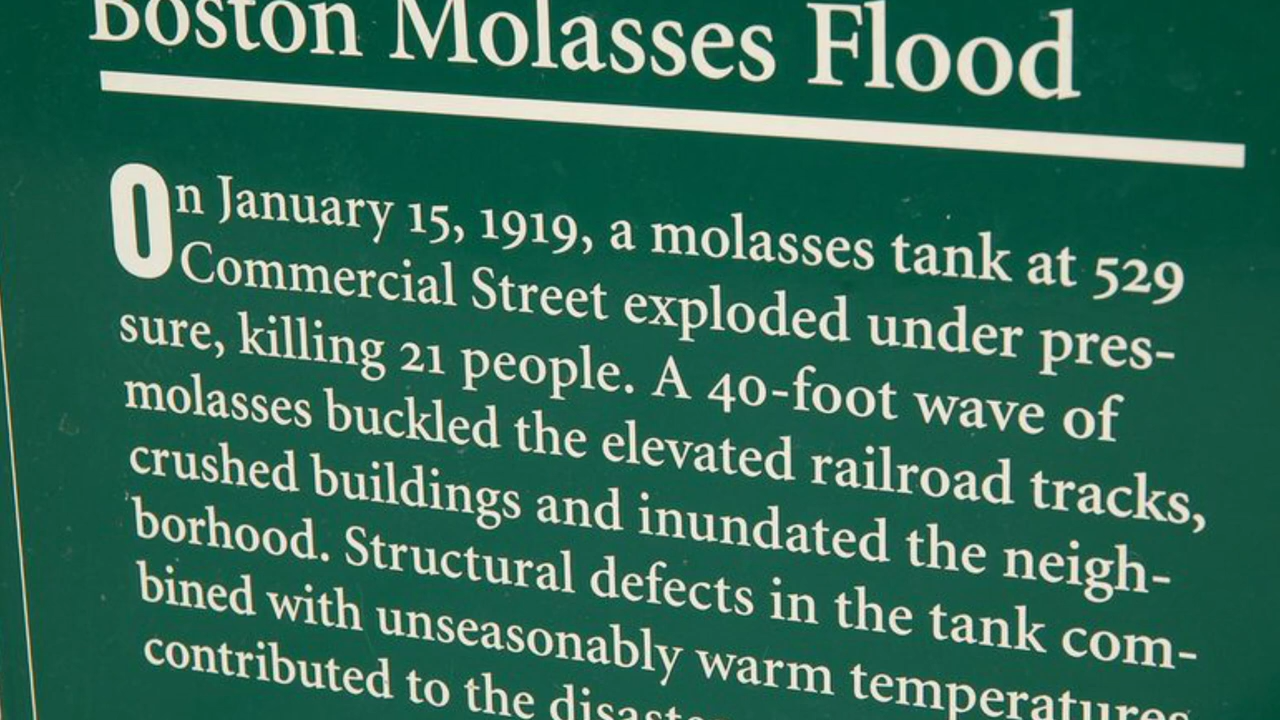 Boston Molasses Flood
On January 15, 1919, a molasses tank at 529
Commercial Street exploded under pres-
sure, killing 21 people. A 40-foot wave of
molasses buckled the elevated railroad tracks,
crushed buildings and inundated the neigh-
borhood. Structural defects in the tank com-
bined with unseasonably warm temperatures
contributed to the